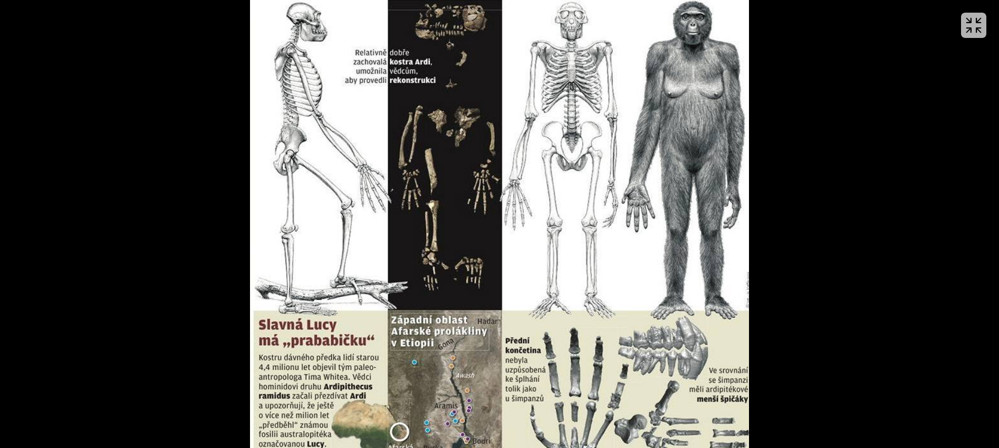 Relativně dobře
zachovalá kostra Ardi,
umožnila vědcům,
aby provedli rekonstrukci
Slavná Lucy
má „prababičku“
Kostru dávného předka lidí starou
4,4 milionu let objevil tým paleo-
antropologa Tima Whitea. Vědci
hominidovi druhu Ardipithecus
ramidus začali přezdívat Ardi
a upozorňují, že ještě
o více než milion let
„předběhl“ známou
fosilii australopitéka
označovanou Lucy.
Západní oblast
Afarské prolákliny
v Etiopii
Hadar
Gona
Awash
Aramis
Bouri
Afarská
Přední
končetina
nebyla
uzpůsobená
ke šplhání
tolik jako
u šimpanzů
Ve srovnání
se šimpanzi
měli ardipitékové
menší špičáky